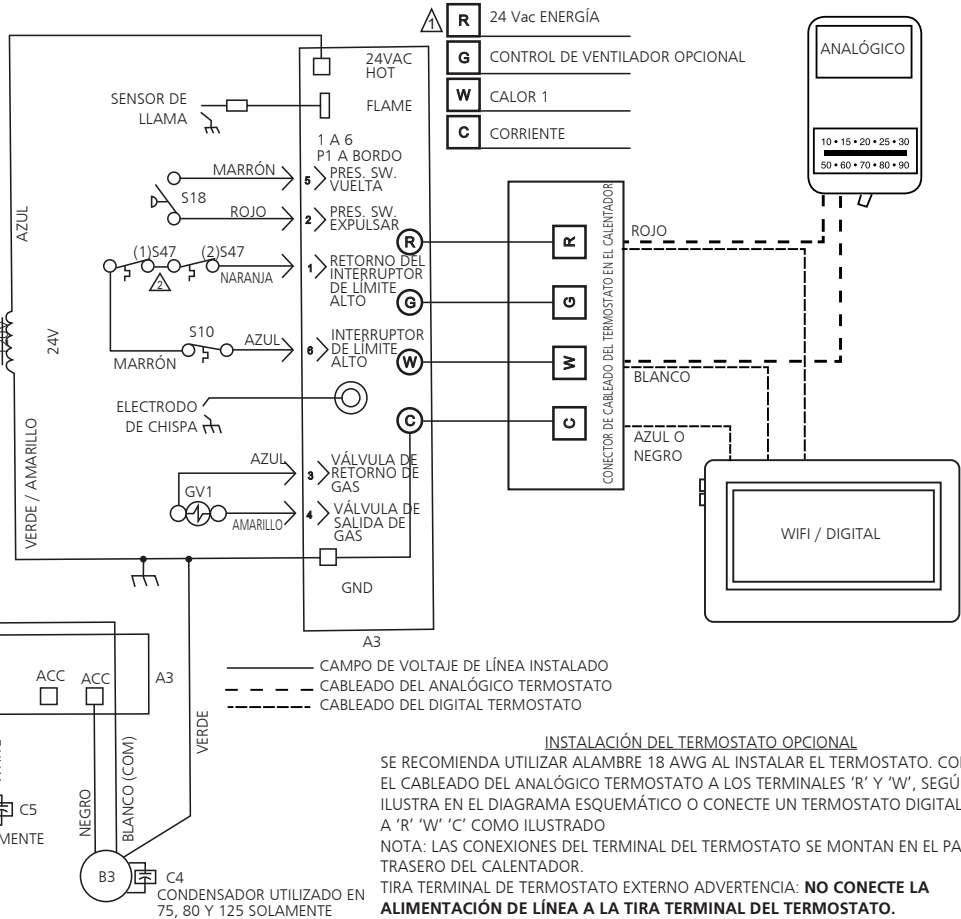 1
R 24 Vac ENERGÍA
G CONTROL DE VENTILADOR OPCIONAL
W CALOR 1
C CORRIENTE
24VAC
HOT
SENSOR DE
LLAMA
FLAME
1 A 6
P1 A BORDO
MARRÓN
5
PRES. SW.
VUELTA
S18
ROJO
2
PRES. SW.
EXPULSAR
(1)S47
(2)S47
2
NARANJA
1
RETORNO DEL
INTERRUPTOR
DE LÍMITE
ALTO
S10
AZUL
MARRÓN
6
INTERRUPTOR
DE LÍMITE
ALTO
ELECTRODO
DE CHISPA
AZUL
3
VÁLVULA DE
RETORNO DE
GAS
GV1
AMARILLO
4
VÁLVULA DE
SALIDA DE
GAS
GND
A3
AZUL
24V
VERDE / AMARILLO
R
G
W
C
R
G
W
C
CONECTOR DE CABLEADO DEL TERMOSTATO EN EL CALENTADOR
ANALÓGICO
10 • 15 • 20 • 25 • 30
50 • 60 • 70 • 80 • 90
ROJO
BLANCO
AZUL O
NEGRO
WIFI / DIGITAL
CAMPO DE VOLTAJE DE LÍNEA INSTALADO
CABLEADO DEL ANALÓGICO TERMOSTATO
CABLEADO DEL DIGITAL TERMOSTATO
ACC
ACC
A3
VERDE
NEGRO
BLANCO (COM)
C5
MENTE
B3
C4
CONDENSADOR UTILIZADO EN
75, 80 Y 125 SOLAMENTE
INSTALACIÓN DEL TERMOSTATO OPCIONAL
SE RECOMIENDA UTILIZAR ALAMBRE 18 AWG AL INSTALAR EL TERMOSTATO.
EL CABLEADO DEL ANALÓGICO TERMOSTATO A LOS TERMINALES 'R' Y 'W', SEGÚ
ILUSTRA EN EL DIAGRAMA ESQUEMÁTICO O CONECTE UN TERMOSTATO DIGITAL
A 'R' 'W' 'C' COMO ILUSTRADO
NOTA: LAS CONEXIONES DEL TERMINAL DEL TERMOSTATO SE MONTAN EN EL PA
TRASERO DEL CALENTADOR.
TIRA TERMINAL DE TERMOSTATO EXTERNO ADVERTENCIA: NO CONECTE LA
ALIMENTACIÓN DE LÍNEA A LA TIRA TERMINAL DEL TERMOSTATO.